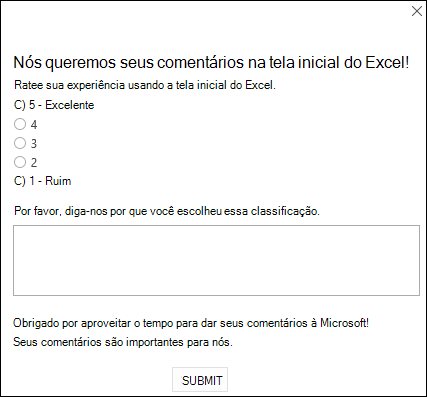 Nós queremos seus comentários na tela inicial do Excel!
Ratee sua experiência usando a tela inicial do Excel.
C) 5 - Excelente
4
3
2
C) 1 - Ruim
Por favor, diga-nos por que você escolheu essa classificação.
Obrigado por aproveitar o tempo para dar seus comentários à Microsoft!
Seus comentários são importantes para nós.
SUBMIT